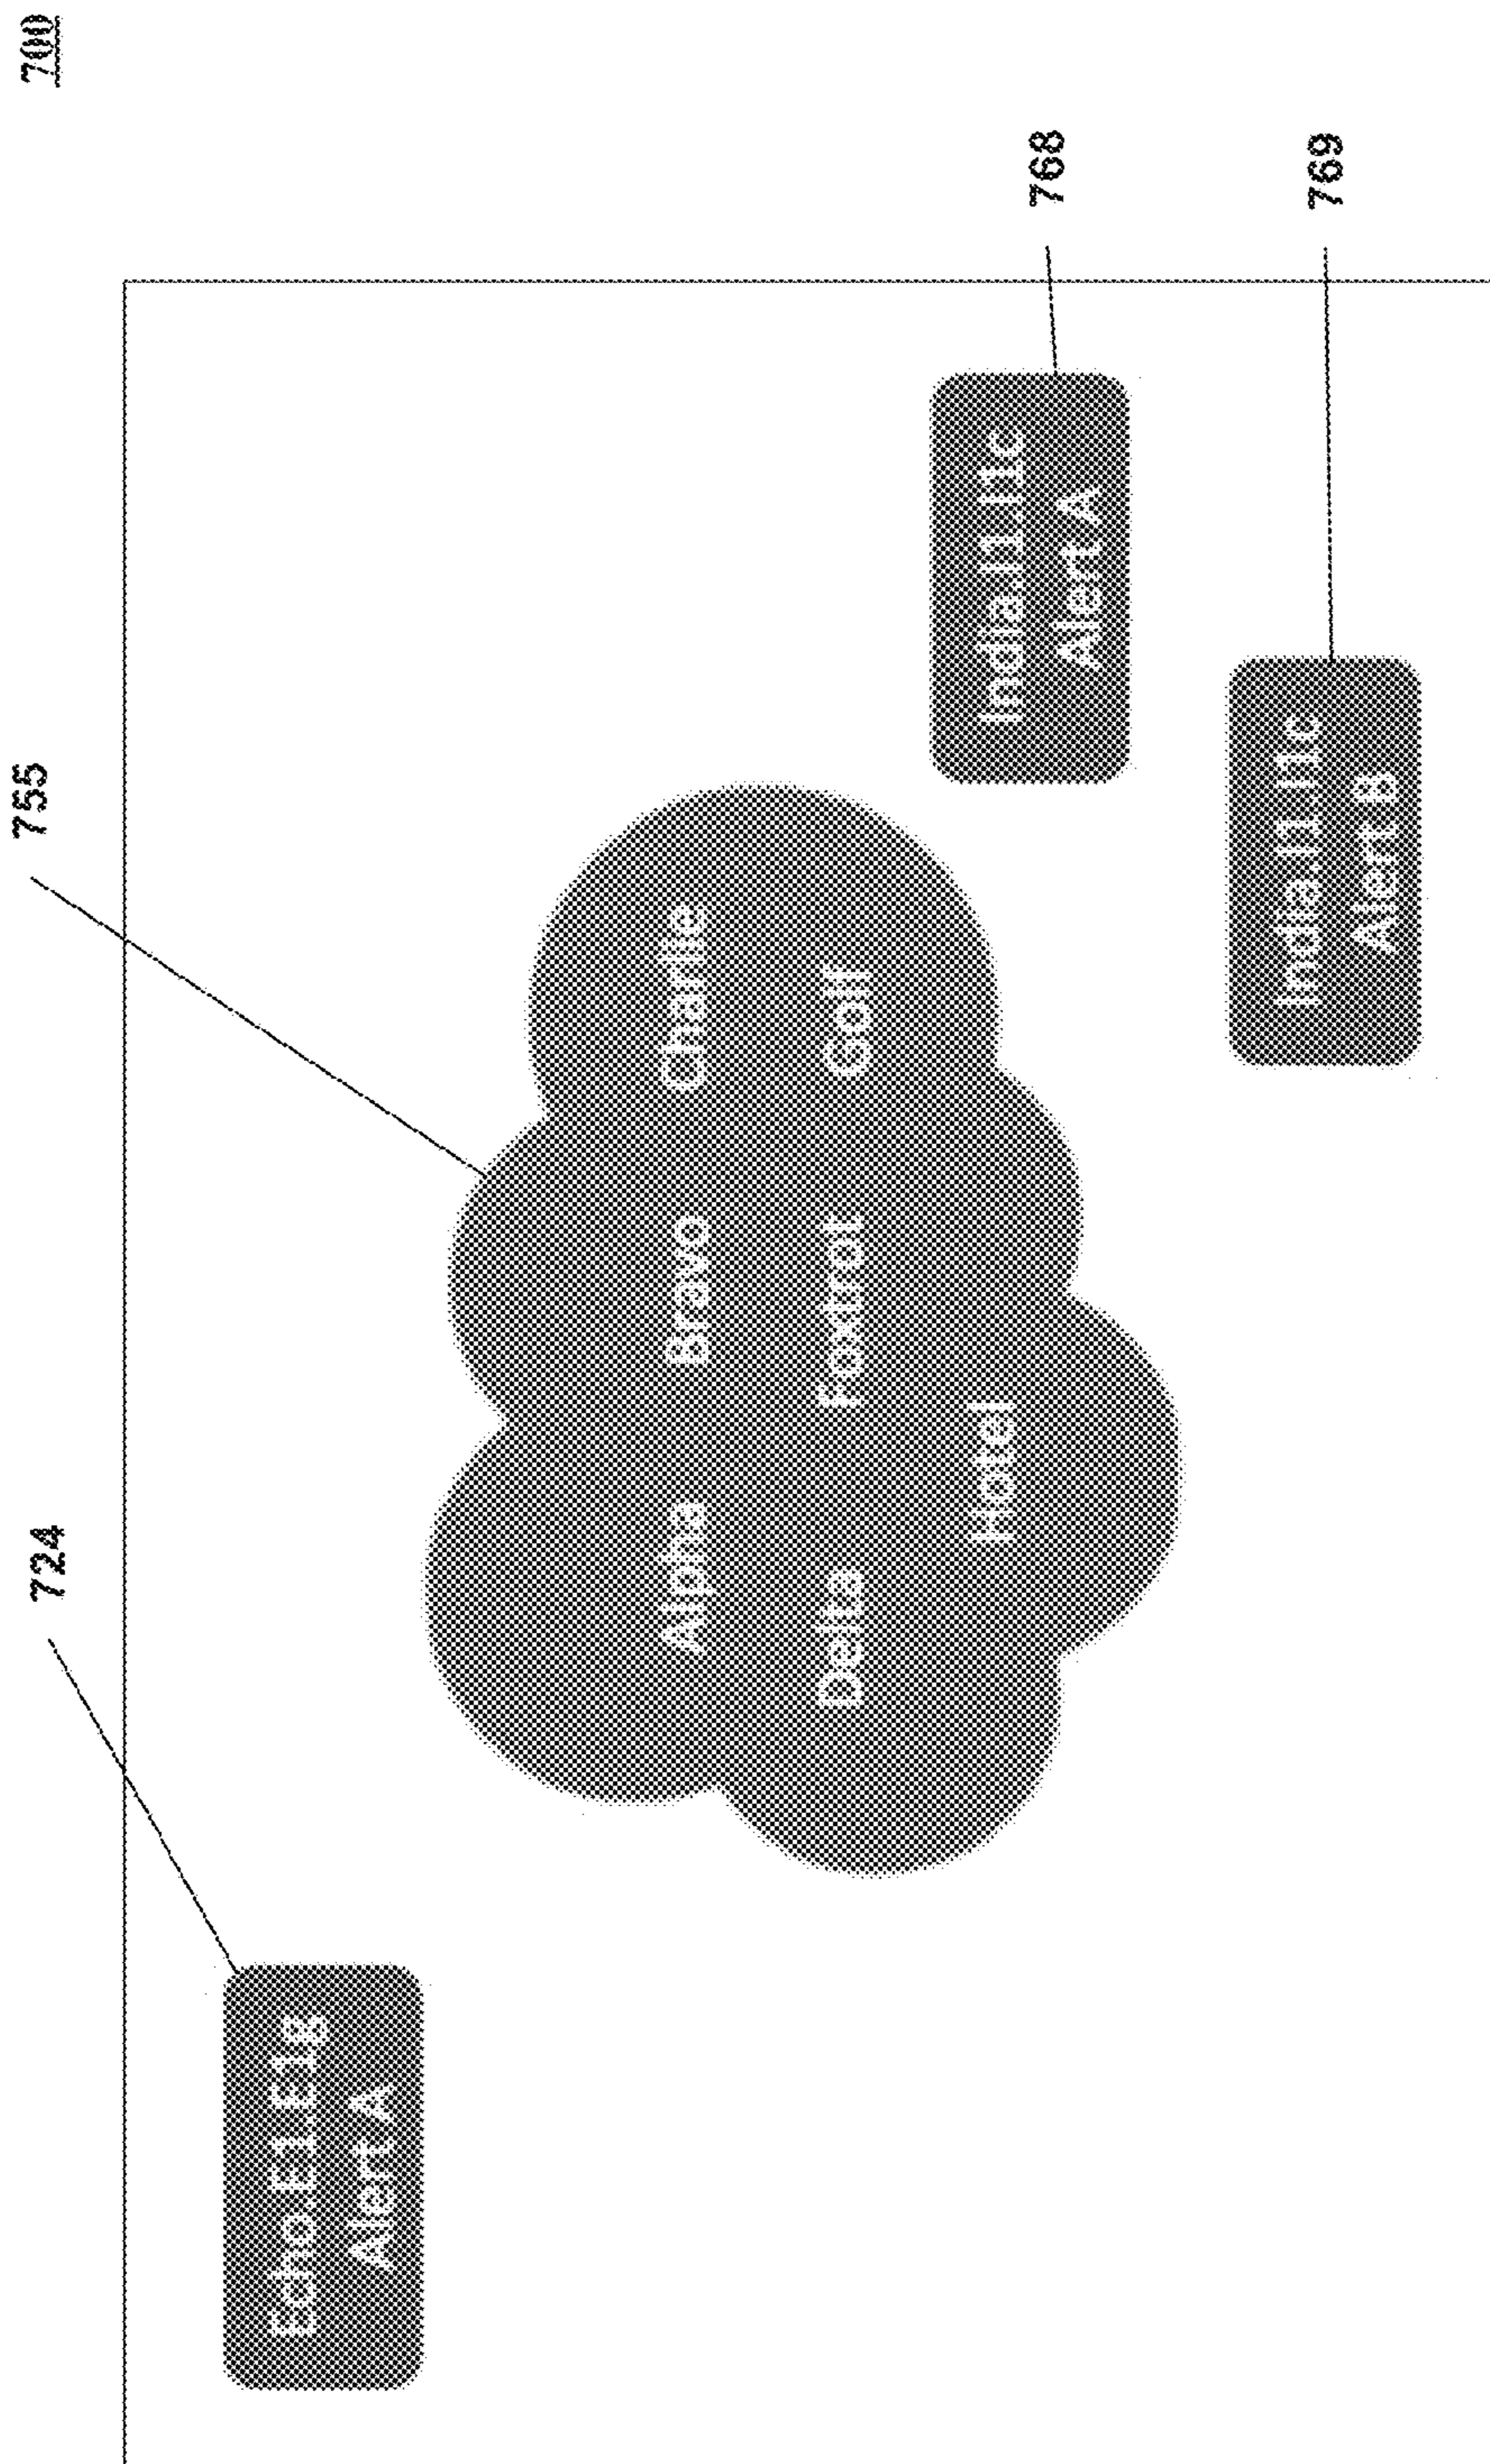 700
724
755
Echo.E1.E1g
Alert A
Alpha Bravo Charlie
Delta Foxtrot Golf
Hotel
India.I1.I1c
Alert A
768
India.I1.I1c
Alert B
769